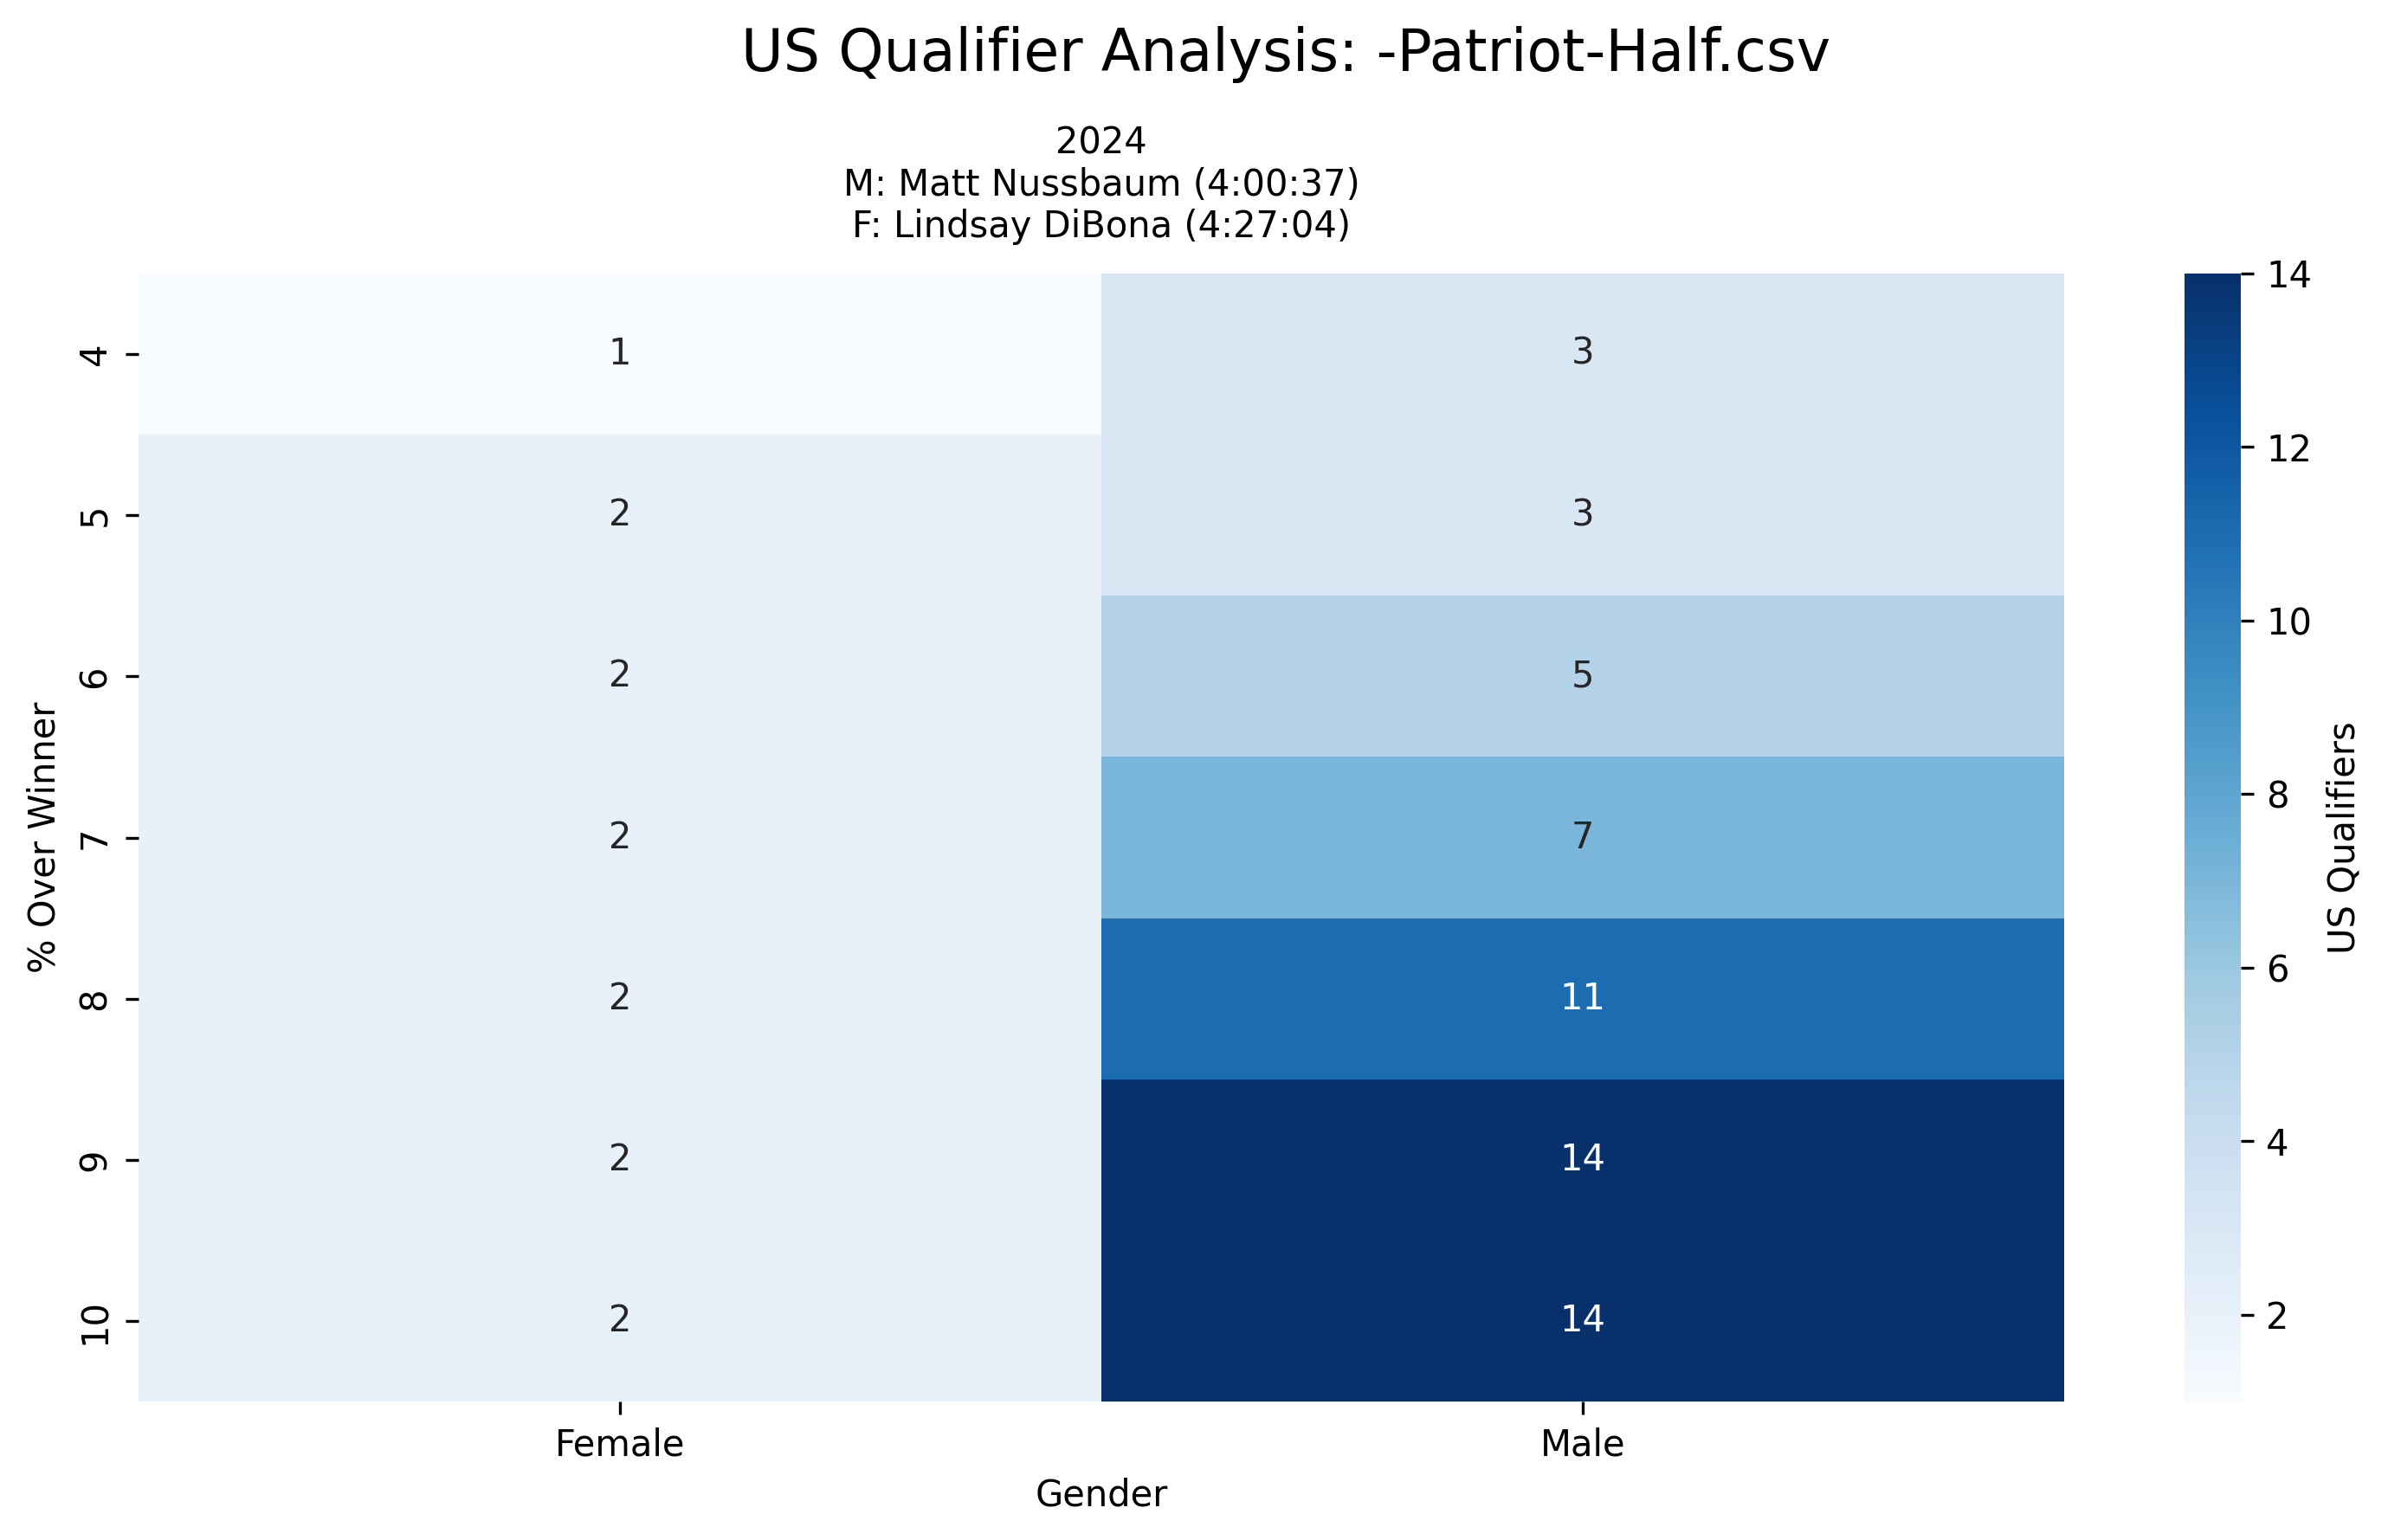 US Qualifier Analysis: -Patriot-Half.csv
2024
M: Matt Nussbaum (4:00:37)
F: Lindsay DiBona (4:27:04)
% Over Winner
4 1 3
5 2 3
6 2 5
7 2 7
8 2 11
9 2 14
10 2 14
Female Male
Gender
14
12
10
8
6
4
2
US Qualifiers